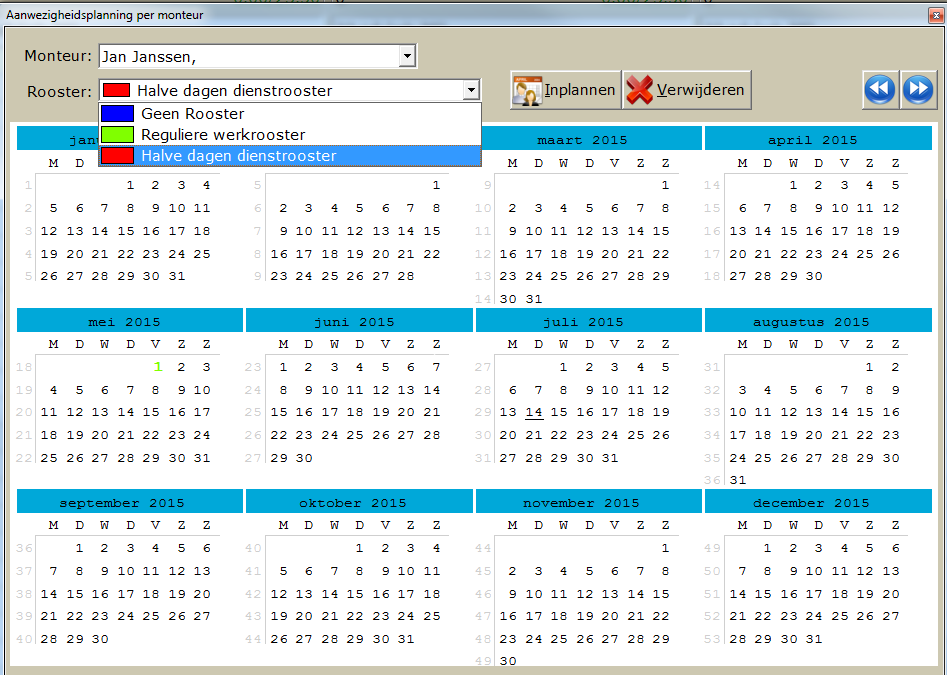 Aanwezigheidsplanning per monteur
Monteur: Jan Janssen,
Rooster: Halve dagen dienstrooster Inplannen Verwijderen
Geen Rooster
Reguliere werkrooster
Halve dagen dienstrooster
maart 2015 april 2015
M D M D W D V Z Z M D W D V Z Z
1 1 2 3 4 5 1 9 1 14 1 2 3 4 5
2 5 6 7 8 9 10 11 6 2 3 4 5 6 7 8 10 2 3 4 5 6 7 8 15 6 7 8 9 10 11 12
3 12 13 14 15 16 17 18 7 9 10 11 12 13 14 15 11 9 10 11 12 13 14 15 16 13 14 15 16 17 18 19
4 19 20 21 22 23 24 25 8 16 17 18 19 20 21 22 12 16 17 18 19 20 21 22 17 20 21 22 23 24 25 26
5 26 27 28 29 30 31 9 23 24 25 26 27 28 13 23 24 25 26 27 28 29 18 27 28 29 30
14 30 31
mei 2015 juni 2015 juli 2015 augustus 2015
M D W D V Z Z M D W D V Z Z M D W D V Z Z M D W D V Z Z
18 1 2 3 23 1 2 3 4 5 6 7 27 1 2 3 4 5 31 1 2
19 4 5 6 7 8 9 10 24 8 9 10 11 12 13 14 28 6 7 8 9 10 11 12 32 3 4 5 6 7 8 9
20 11 12 13 14 15 16 17 25 15 16 17 18 19 20 21 29 13 14 15 16 17 18 19 33 10 11 12 13 14 15 16
21 18 19 20 21 22 23 24 26 22 23 24 25 26 27 28 30 20 21 22 23 24 25 26 34 17 18 19 20 21 22 23
22 25 26 27 28 29 30 31 27 29 30 31 27 28 29 30 31 35 24 25 26 27 28 29 30
36 31
september 2015 oktober 2015 november 2015 december 2015
M D W D V Z Z M D W D V Z Z M D W D V Z Z M D W D V Z Z
36 1 2 3 4 5 6 40 1 2 3 4 44 1 49 1 2 3 4 5 6
37 7 8 9 10 11 12 13 41 5 6 7 8 9 10 11 45 2 3 4 5 6 7 8 50 7 8 9 10 11 12 13
38 14 15 16 17 18 19 20 42 12 13 14 15 16 17 18 46 9 10 11 12 13 14 15 51 14 15 16 17 18 19 20
39 21 22 23 24 25 26 27 43 19 20 21 22 23 24 25 47 16 17 18 19 20 21 22 52 21 22 23 24 25 26 27
40 28 29 30 44 26 27 28 29 30 31 48 23 24 25 26 27 28 29 53 28 29 30 31
49 30